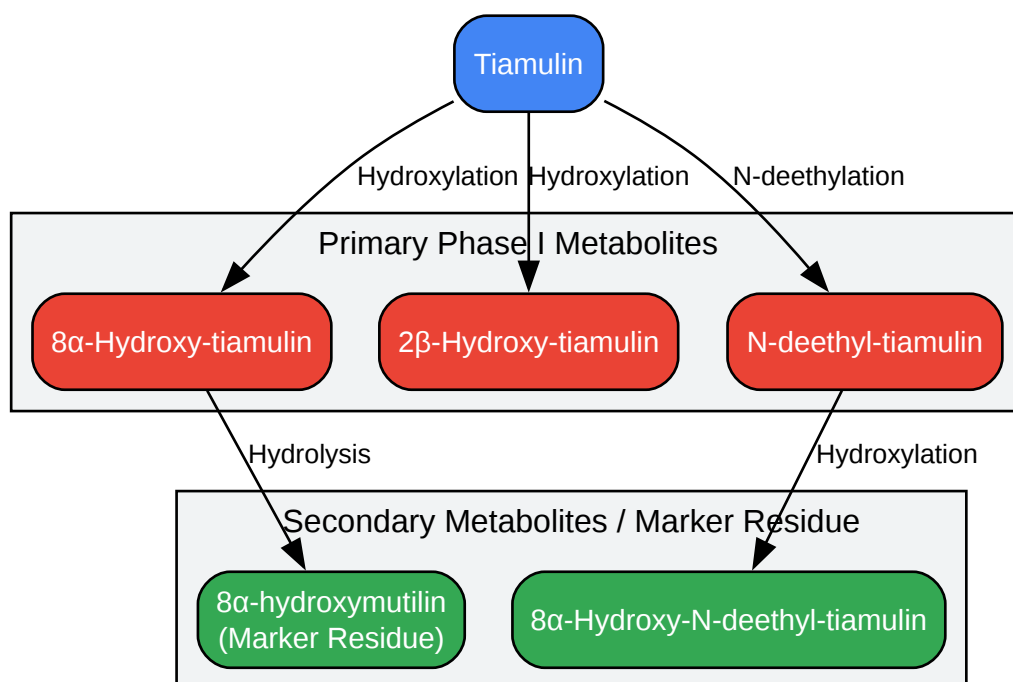 Tiamulin
Hydroxylation
Hydroxylation
N-deethylation
Primary Phase I Metabolites
8α-Hydroxy-tiamulin
2β-Hydroxy-tiamulin
N-deethyl-tiamulin
Hydrolysis
Hydroxylation
Secondary Metabolites / Marker Residue
8α-hydroxymutilin
(Marker Residue)
8α-Hydroxy-N-deethyl-tiamulin